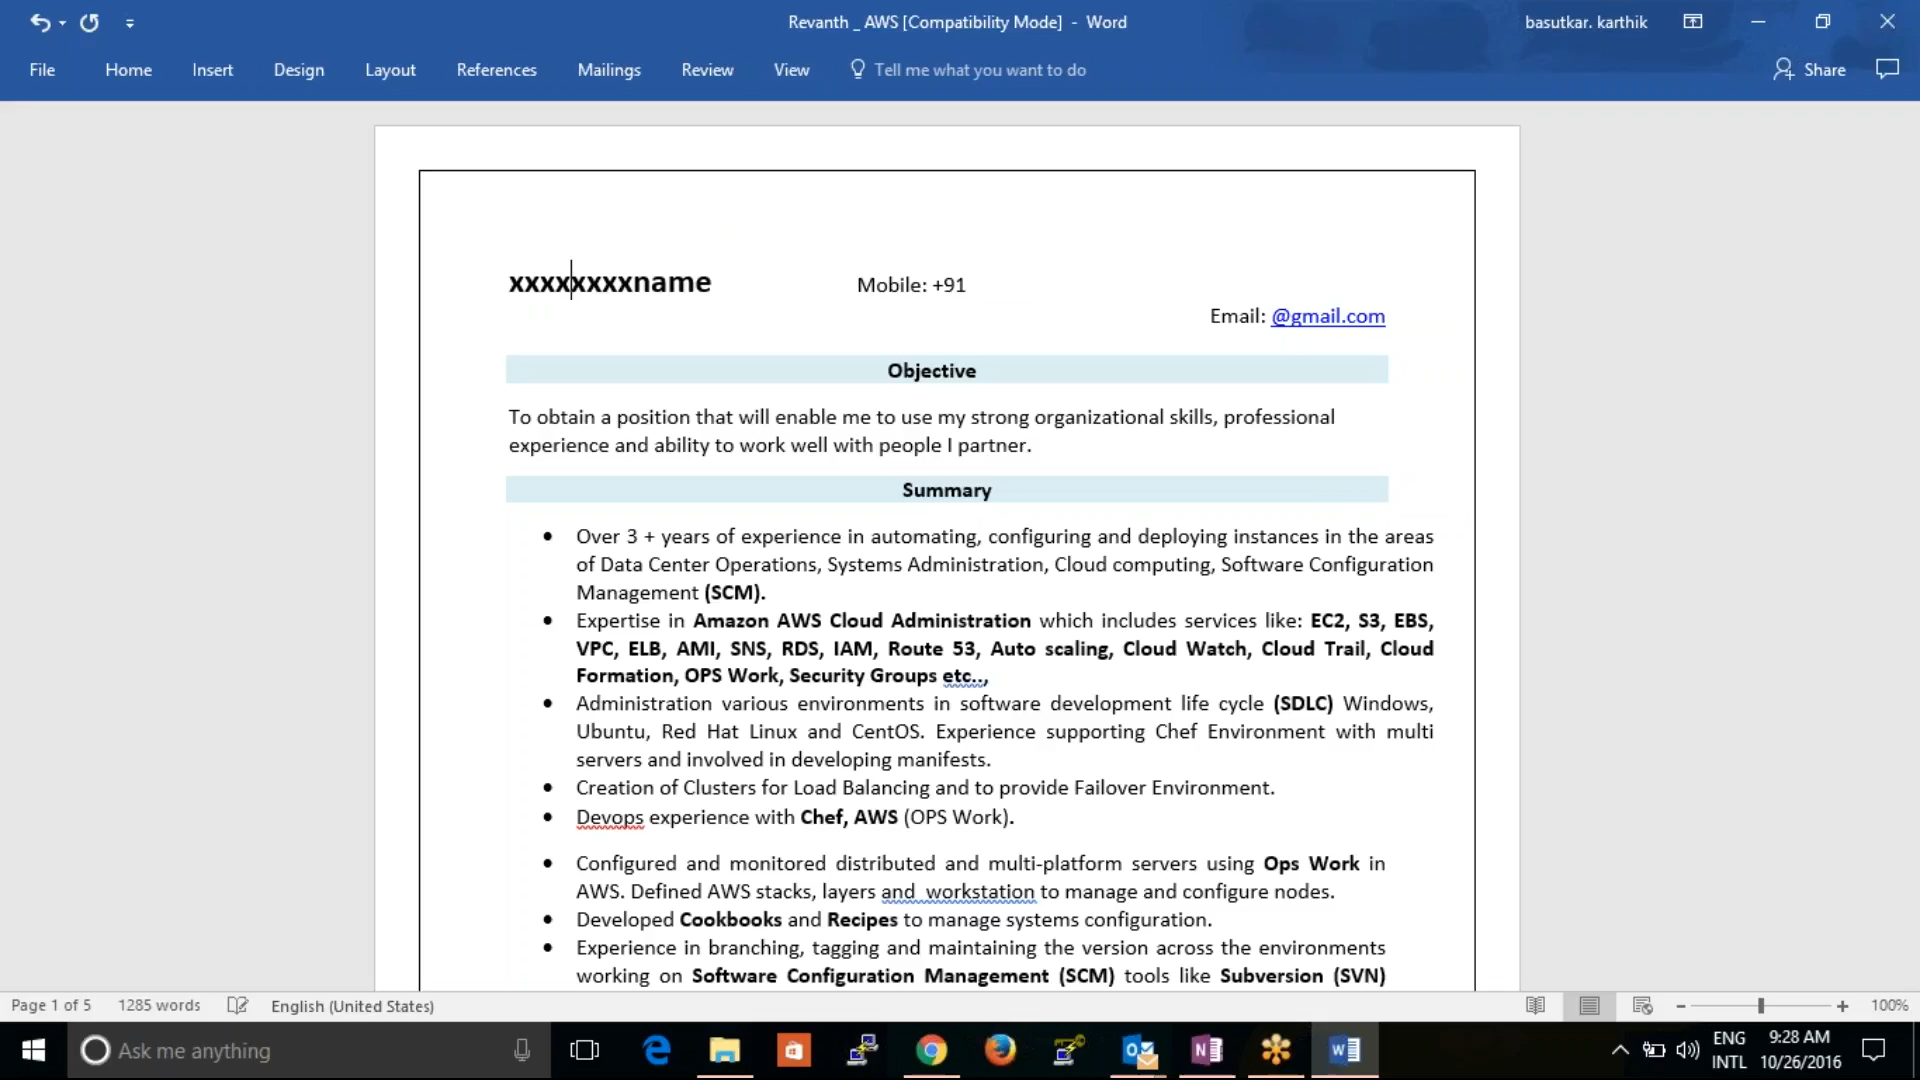 Revanth _ AWS [Compatibility Mode] - Word
basutkar. karthik
File Home Insert Design Layout References Mailings Review View Tell me what you want to do Share
xxxxxxxxname Mobile: +91
Email: @gmail.com
Objective
To obtain a position that will enable me to use my strong organizational skills, professional
experience and ability to work well with people I partner.
Summary
• Over 3 + years of experience in automating, configuring and deploying instances in the areas
of Data Center Operations, Systems Administration, Cloud computing, Software Configuration
Management (SCM).
• Expertise in Amazon AWS Cloud Administration which includes services like: EC2, S3, EBS,
VPC, ELB, AMI, SNS, RDS, IAM, Route 53, Auto scaling, Cloud Watch, Cloud Trail, Cloud
Formation, OPS Work, Security Groups etc..,
• Administration various environments in software development life cycle (SDLC) Windows,
Ubuntu, Red Hat Linux and CentOS. Experience supporting Chef Environment with multi
servers and involved in developing manifests.
• Creation of Clusters for Load Balancing and to provide Failover Environment.
• Devops experience with Chef, AWS (OPS Work).
• Configured and monitored distributed and multi-platform servers using Ops Work in
AWS. Defined AWS stacks, layers and workstation to manage and configure nodes.
• Developed Cookbooks and Recipes to manage systems configuration.
• Experience in branching, tagging and maintaining the version across the environments
working on Software Configuration Management (SCM) tools like Subversion (SVN)
Page 1 of 5 1285 words English (United States) 100%
Ask me anything
ENG 9:28 AM
INTL 10/26/2016